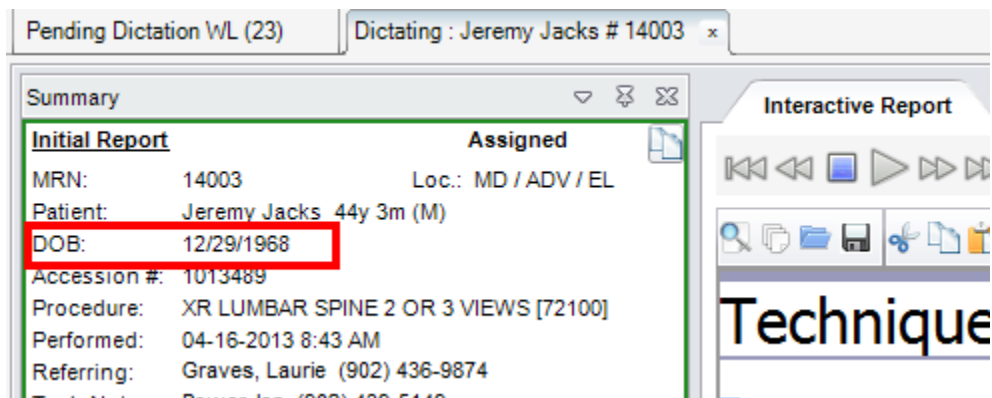 Pending Dictation WL (23)
Dictating : Jeremy Jacks # 14003 x
Summary
Interactive Report
Initial Report Assigned
MRN: 14003 Loc.: MD / ADV / EL
Patient: Jeremy Jacks 44y 3m (M)
DOB: 12/29/1968
Accession #: 1013489
Procedure: XR LUMBAR SPINE 2 OR 3 VIEWS [72100]
Technique
Performed: 04-16-2013 8:43 AM
Referring: Graves, Laurie (902) 436-9874